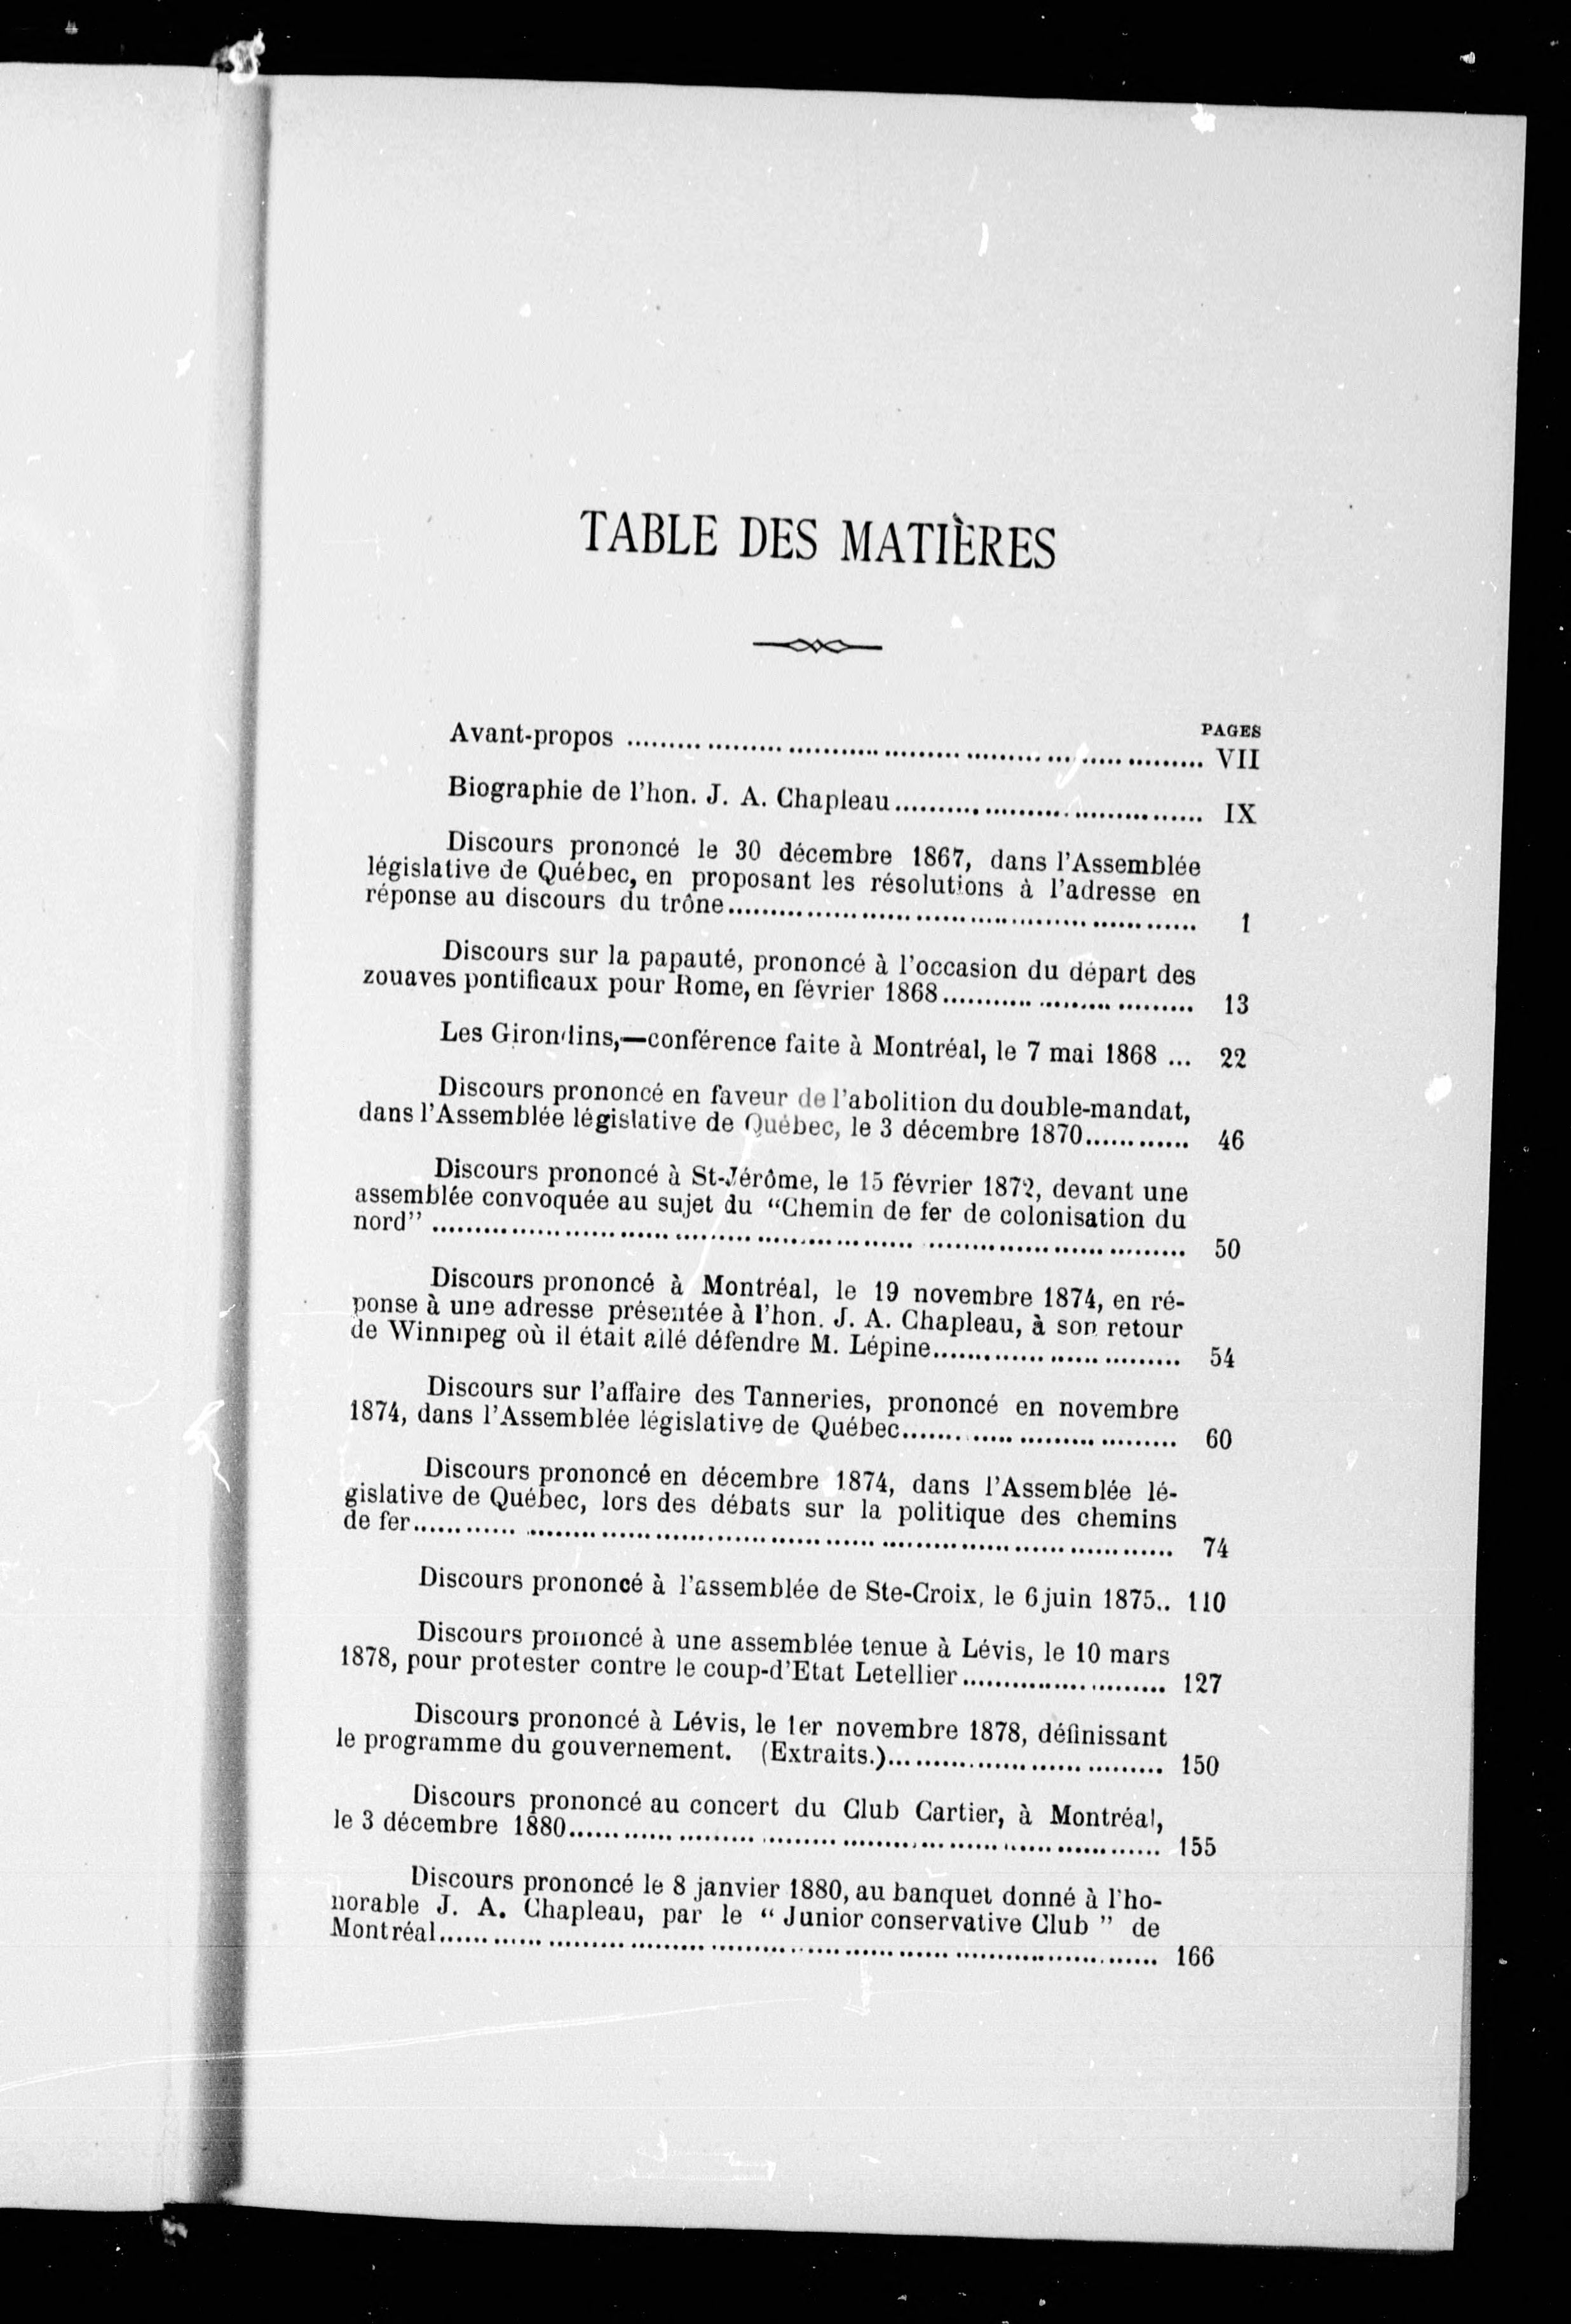 TABLE DES MATIÈRES
PAGES
Avant-propos ........................................ VII
Biographie de l'hon. J. A. Chapleau........................ IX
Discours prononcé le 30 décembre 1867, dans l'Assemblée
législative de Québec, en proposant les résolutions à l'adresse en
réponse au discours du trône........................ 1
Discours sur la papauté, prononcé à l'occasion du départ des
zouaves pontificaux pour Rome, en février 1868........................ 13
Les Girondins,—conférence faite à Montréal, le 7 mai 1868 ... 22
Discours prononcé en faveur de l'abolition du double-mandat,
dans l'Assemblée législative de Québec, le 3 décembre 1870............ 46
Discours prononcé à St-Jérôme, le 15 février 1872, devant une
assemblée convoquée au sujet du “Chemin de fer de colonisation du
nord” ........................................ 50
Discours prononcé à Montréal, le 19 novembre 1874, en ré-
ponse à une adresse présentée à l'hon. J. A. Chapleau, à son retour
de Winnipeg où il était allé défendre M. Lépine........................ 54
Discours sur l'affaire des Tanneries, prononcé en novembre
1874, dans l'Assemblée législative de Québec........................ 60
Discours prononcé en décembre 1874, dans l'Assemblée lé-
gislative de Québec, lors des débats sur la politique des chemins
de fer........................................ 74
Discours prononcé à l'assemblée de Ste-Croix, le 6 juin 1875.. 110
Discours prononcé à une assemblée tenue à Lévis, le 10 mars
1878, pour protester contre le coup-d'Etat Letellier........................ 127
Discours prononcé à Lévis, le 1er novembre 1878, définissant
le programme du gouvernement. (Extraits.)........................ 150
Discours prononcé au concert du Club Cartier, à Montréal,
le 3 décembre 1880........................................ 155
Discours prononcé le 8 janvier 1880, au banquet donné à l'ho-
norable J. A. Chapleau, par le “ Junior conservative Club ” de
Montréal........................................ 166